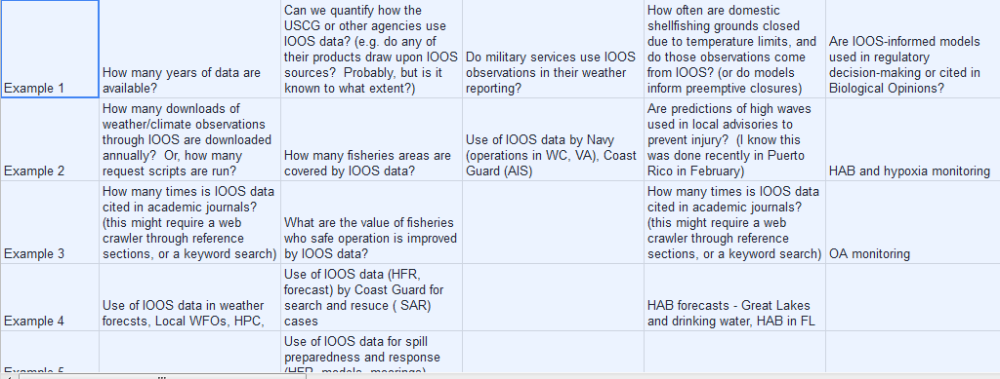 Example 1
How many years of data are
available?
Can we quantify how the
USCG or other agencies use
IOOS data? (e.g. do any of
their products draw upon IOOS
sources?  Probably, but is it
known to what extent?)
Do military services use IOOS
observations in their weather
reporting?
How often are domestic
shellfishing grounds closed
due to temperature limits, and
do those observations come
from IOOS? (or do models
inform preemptive closures)
Are IOOS-informed models
used in regulatory
decision-making or cited in
Biological Opinions?
Example 2
How many downloads of
weather/climate observations
through IOOS are downloaded
annually?  Or, how many
request scripts are run?
How many fisheries areas are
covered by IOOS data?
Use of IOOS data by Navy
(operations in WC, VA), Coast
Guard (AIS)
Are predictions of high waves
used in local advisories to
prevent injury?  (I know this
was done recently in Puerto
Rico in February)
HAB and hypoxia monitoring
Example 3
How many times is IOOS data
cited in academic journals?
(this might require a web
crawler through reference
sections, or a keyword search)
What are the value of fisheries
who safe operation is improved
by IOOS data?
How many times is IOOS data
cited in academic journals?
(this might require a web
crawler through reference
sections, or a keyword search)
OA monitoring
Example 4
Use of IOOS data in weather
forecsts, Local WFOs, HPC,
Use of IOOS data (HFR,
forecast) by Coast Guard for
search and resuce ( SAR)
cases
HAB forecasts - Great Lakes
and drinking water, HAB in FL
Example 5
Use of IOOS data for spill
preparedness and response
(HFR, models, moorings)